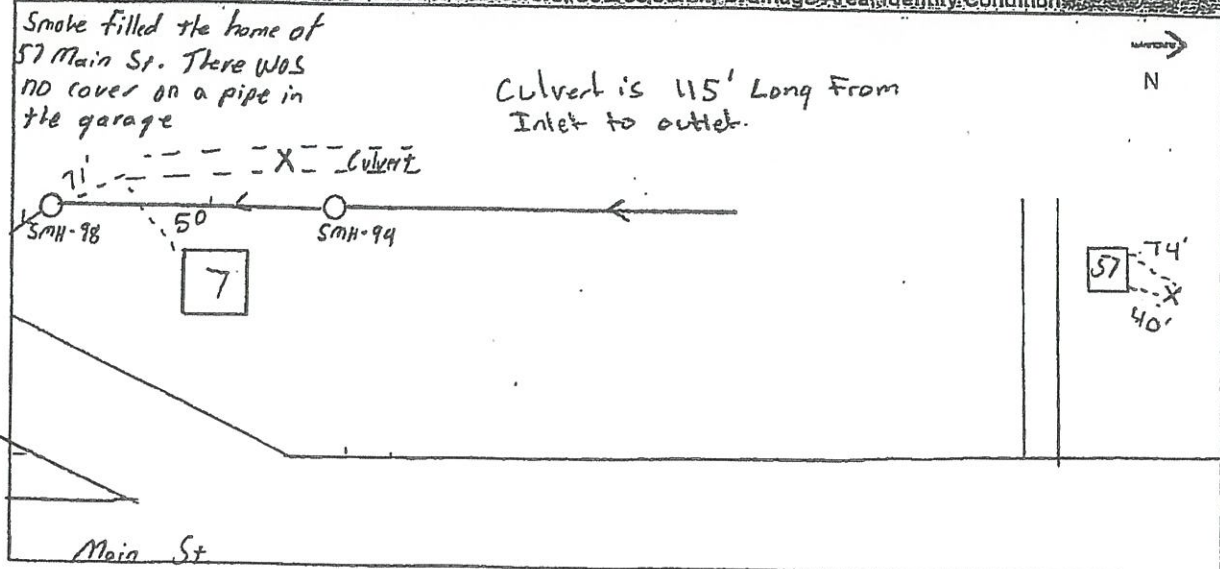 Smoke filled the home of
57 Main St. There was
no cover on a pipe in
the garage
N
Culvert is 115' Long From
Inlet to outlet.
71'
X Culvert
50
SMH-98
SMH-94
7
57
74'
X
40'
Main St